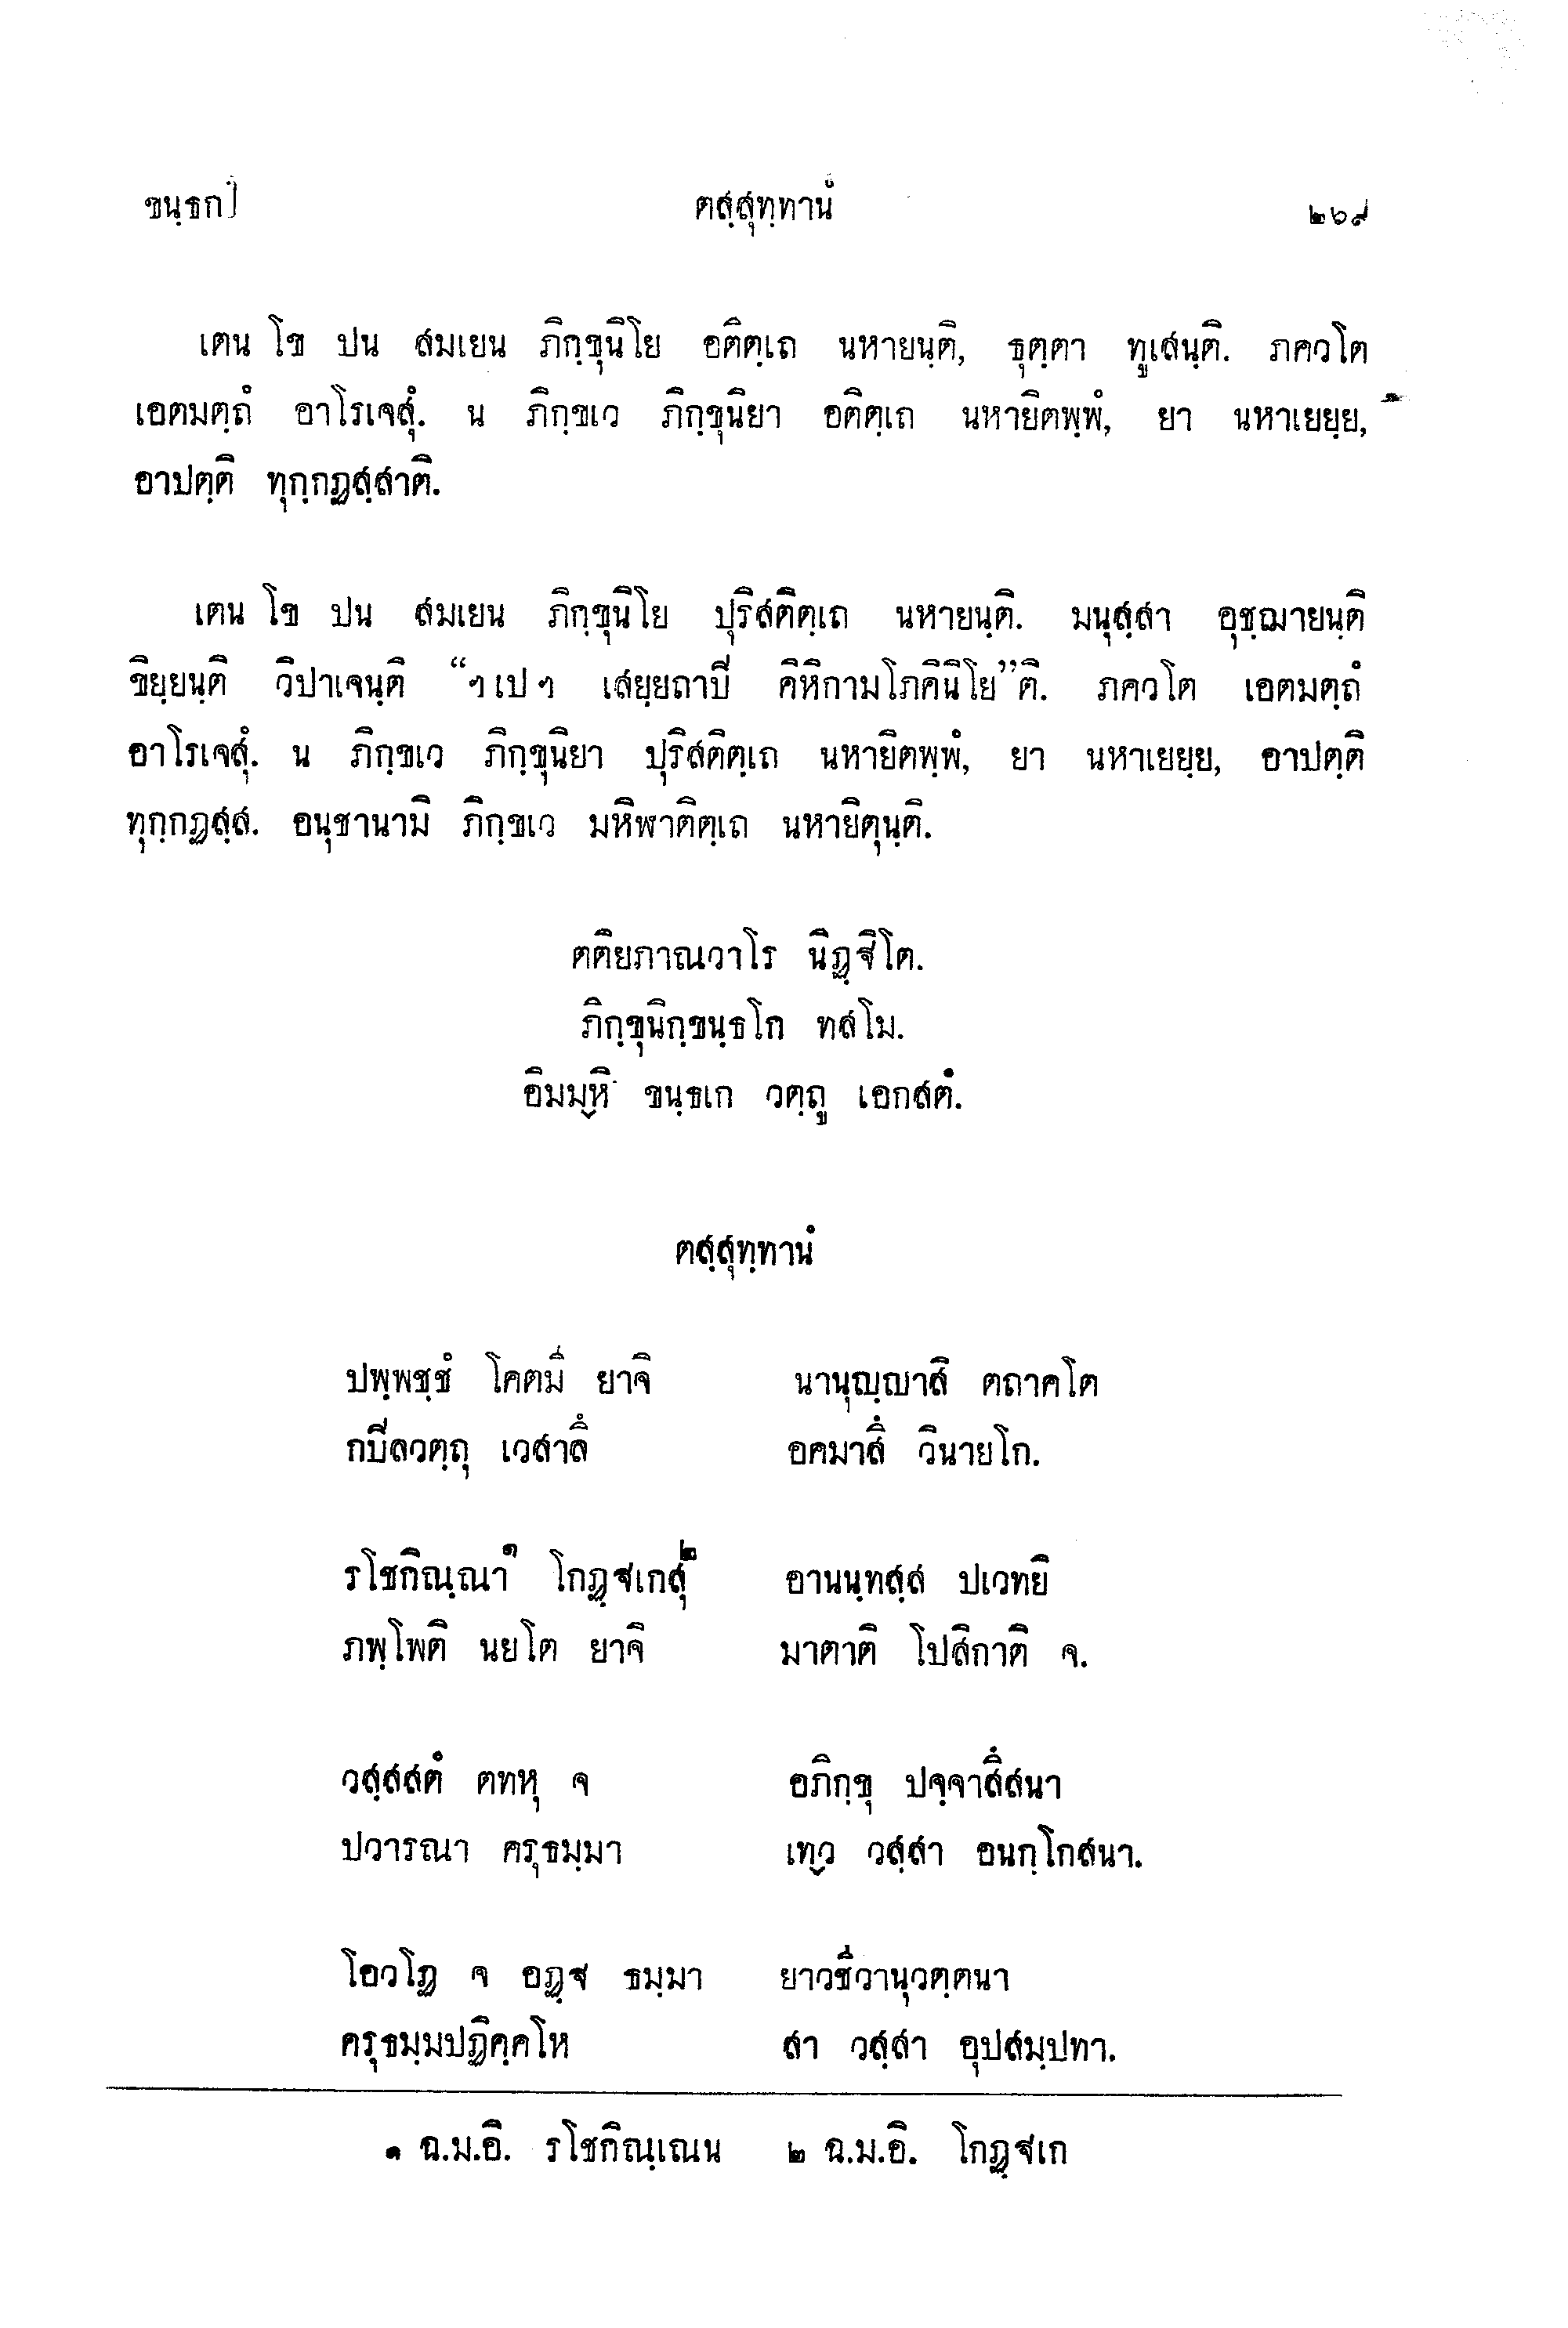 ขนฺธก] ตสฺสุทฺทานํ ๒๖๙
เตน โข ปน สมเยน ภิกฺขุนิโย อติตฺเถ นหายนฺติ, ธุตฺตา ทูเสนฺติ. ภควโต
เอตมตฺถํ อาโรเจสุํ. น ภิกฺขเว ภิกฺขุนิยา อติตฺเถ นหายิตพฺพํ, ยา นหาเยยฺย,
อาปตฺติ ทุกฺกฏสฺสาติ.
เตน โข ปน สมเยน ภิกฺขุนิโย ปุริสติตฺเถ นหายนฺติ. มนุสฺสา อุชฺฌายนฺติ
ขิยฺยนฺติ วิปาเจนฺติ “ฯเปฯ เสยฺยถาปิ คิหิกามโภคินิโย”ติ. ภควโต เอตมตฺถํ
อาโรเจสุํ. น ภิกฺขเว ภิกฺขุนิยา ปุริสติตฺเถ นหายิตพฺพํ, ยา นหาเยยฺย, อาปตฺติ
ทุกฺกฏสฺส. อนุชานามิ ภิกฺขเว มหิฬาติตฺเถ นหายิตุนฺติ.
ตติยภาณวาโร นิฏฺฐิโต.
ภิกฺขุนิกฺขนฺธโก ทสโม.
อิมมฺหิ ขนฺธเก วตฺถู เอกสตํ.
ตสฺสุทฺทานํ
ปพฺพชฺชํ โคตมี ยาจิ นานุญฺญาสิ ตถาคโต
กปิลวตฺถุ เวสาลึ อคมาสิ วินายโก.
รโชกิณฺณา๑ โกฏฺฐเกสุ๒ อานนฺทสฺส ปเวทยิ
ภพฺโพติ นยโต ยาจิ มาตาติ โปสิกาติ จ.
วสฺสสตํ ตทหุ จ อภิกฺขุ ปจฺจาสึสนา
ปวารณา ครุธมฺมา เทฺว วสฺสา อนกฺโกสนา.
โอวโฏ จ อฏฺฐ ธมฺมา ยาวชีวานุวตฺตนา
ครุธมฺมปฏิคฺคโห สา วสฺสา อุปสมฺปทา.
๑ ฉ.ม.อิ. รโชกิณฺเณน ๒ ฉ.ม.อิ. โกฏฺฐเก